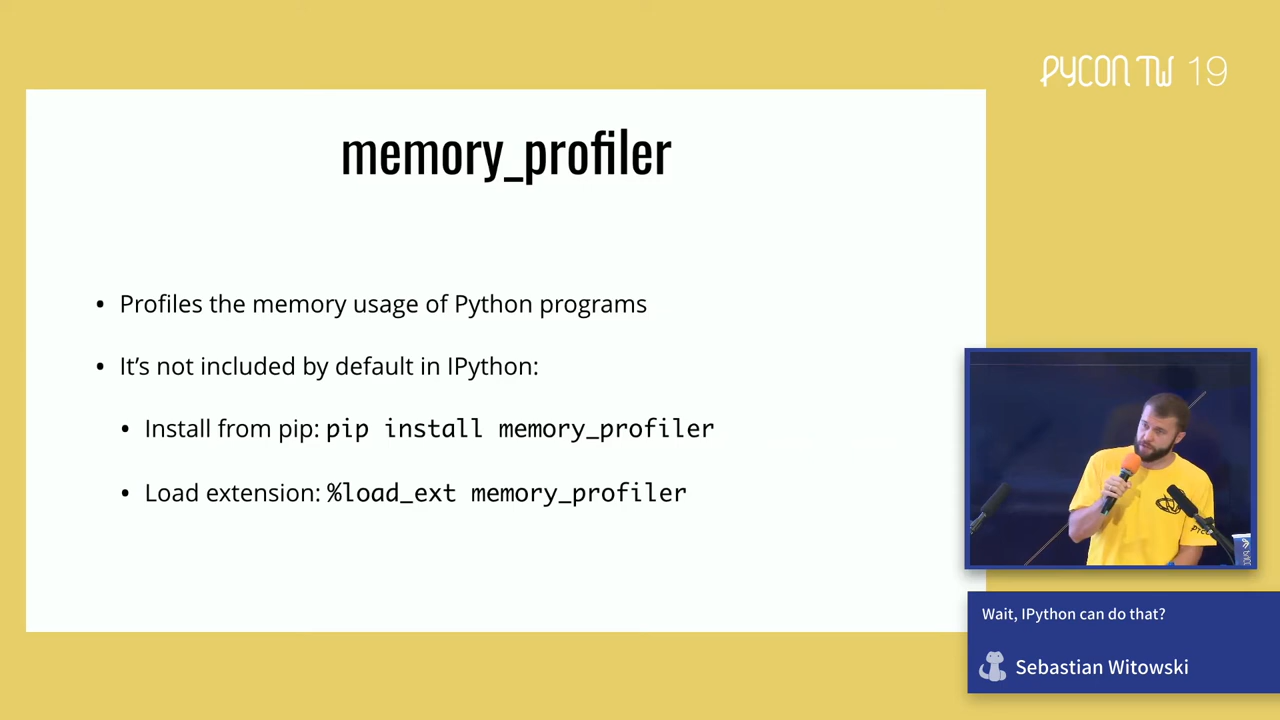 PYCON TW 19
memory_profiler
• Profiles the memory usage of Python programs
• It’s not included by default in IPython:
• Install from pip: pip install memory_profiler
• Load extension: %load_ext memory_profiler
Wait, IPython can do that?
Sebastian Witowski